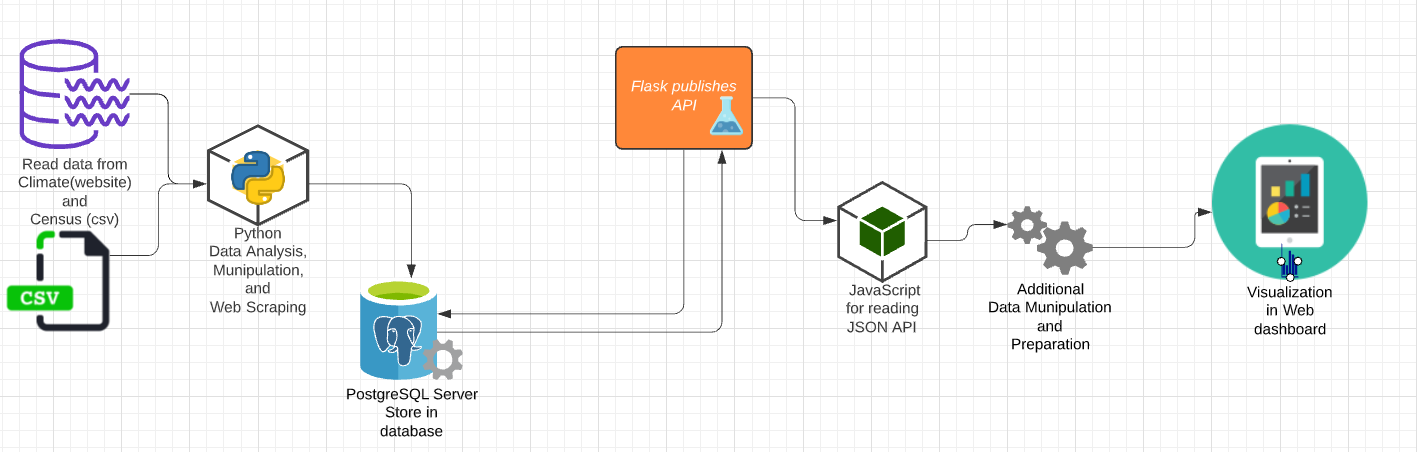 Read data from
Climate(website)
and
Census (csv)
CSV
Python
Data Analysis,
Munipulation,
and
Web Scraping
PostgreSQL Server
Store in
database
Flask publishes
API
JavaScript
for reading
JSON API
Additional
Data Munipulation
and
Preparation
Visualization
in Web
dashboard